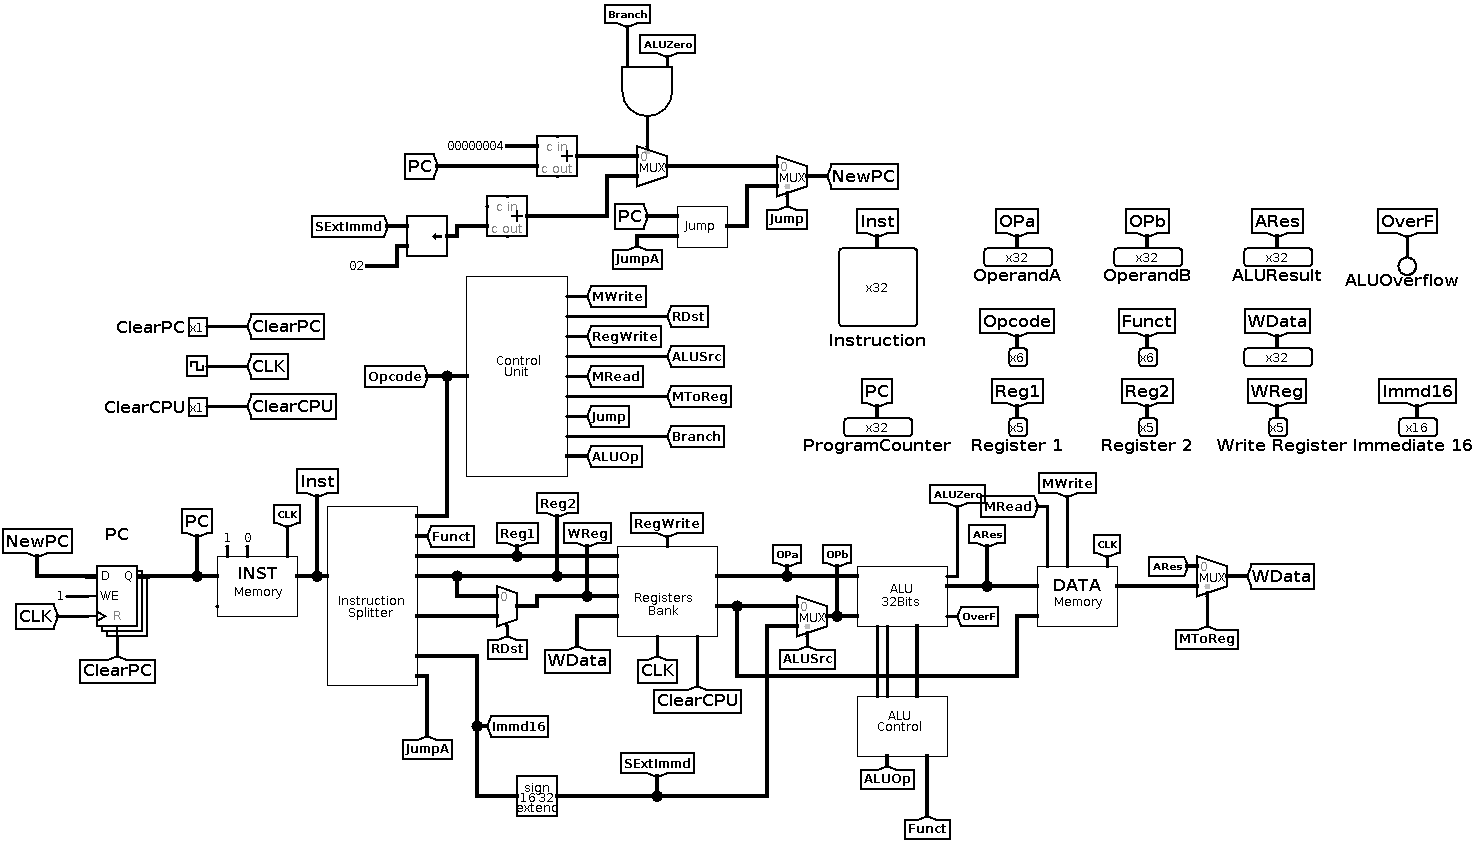 Branch
ALUZero
00000004
c in
+
c out
PC
0
MUX
0
MUX
NewPC
SExtImmd
02
c in
+
c out
PC
JumpA
Jump
Jump
Inst
x32
Instruction
OPa
x32
OperandA
OPb
x32
OperandB
ARes
x32
ALUResult
OverF
ALUOverflow
Opcode
x6
Funct
x6
WData
x32
PC
x32
ProgramCounter
Reg1
x5
Register 1
Reg2
x5
Register 2
WReg
x5
Write Register
Immd16
x16
Immediate 16
ClearPC
x1
ClearPC
CLK
ClearCPU
x1
ClearCPU
Opcode
Control
Unit
MWrite
RDst
RegWrite
ALUSrc
MRead
MToReg
Jump
Branch
ALUOp
NewPC
PC
D
Q
1
WE
R
CLK
ClearPC
PC
1
0
CLK
INST
Memory
Inst
Instruction
Splitter
Funct
Reg1
Reg2
WReg
0
RDst
WData
JumpA
Immd16
sign
16 32
extend
SExtImmd
RegWrite
Registers
Bank
CLK
ClearCPU
OPa
OPb
0
MUX
ALUSrc
ALU
32Bits
ALUZero
ARes
OverF
ALU
Control
ALUOp
Funct
MRead
MWrite
CLK
DATA
Memory
ARes
0
MUX
MToReg
WData